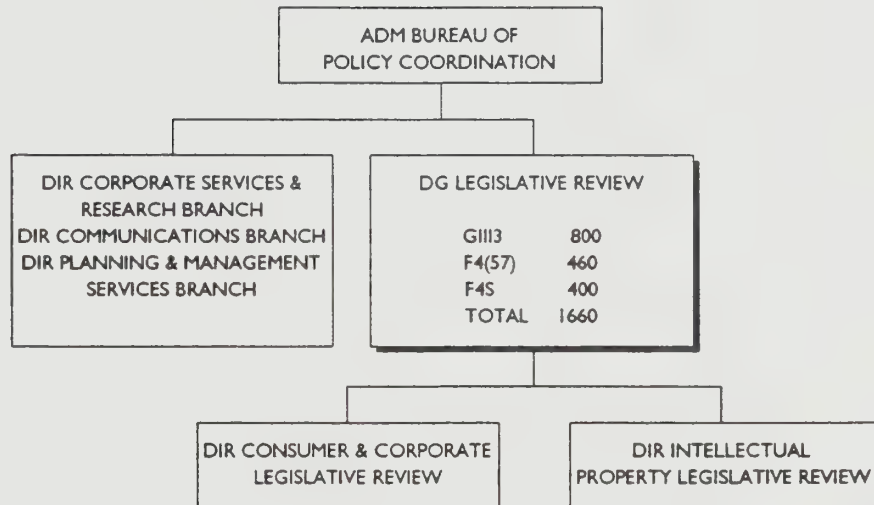 ADM BUREAU OF
POLICY COORDINATION
DIR CORPORATE SERVICES &
RESEARCH BRANCH
DIR COMMUNICATIONS BRANCH
DIR PLANNING & MANAGEMENT
SERVICES BRANCH
DG LEGISLATIVE REVIEW
GIII3 800
F4(57) 460
F4S 400
TOTAL 1660
DIR CONSUMER & CORPORATE
LEGISLATIVE REVIEW
DIR INTELLECTUAL
PROPERTY LEGISLATIVE REVIEW